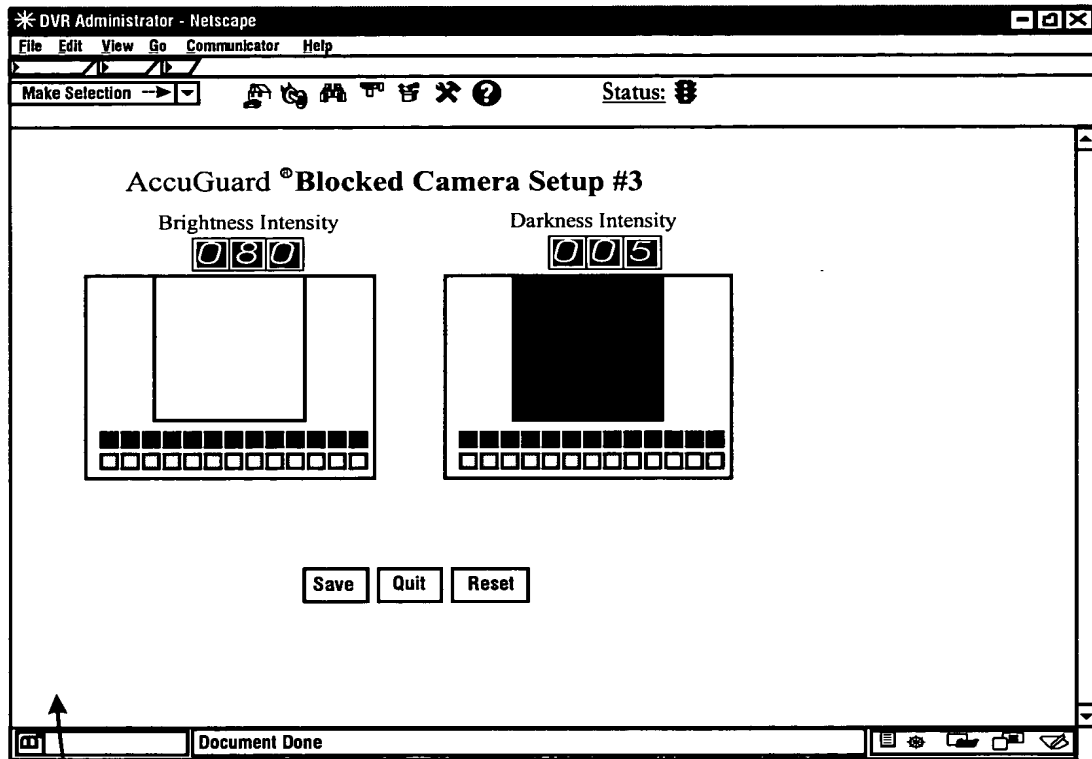 DVR Administrator - Netscape
File Edit View Go Communicator Help
Make Selection Status:
AccuGuard ®Blocked Camera Setup #3
Brightness Intensity Darkness Intensity
080 005
Save Quit Reset
Document Done